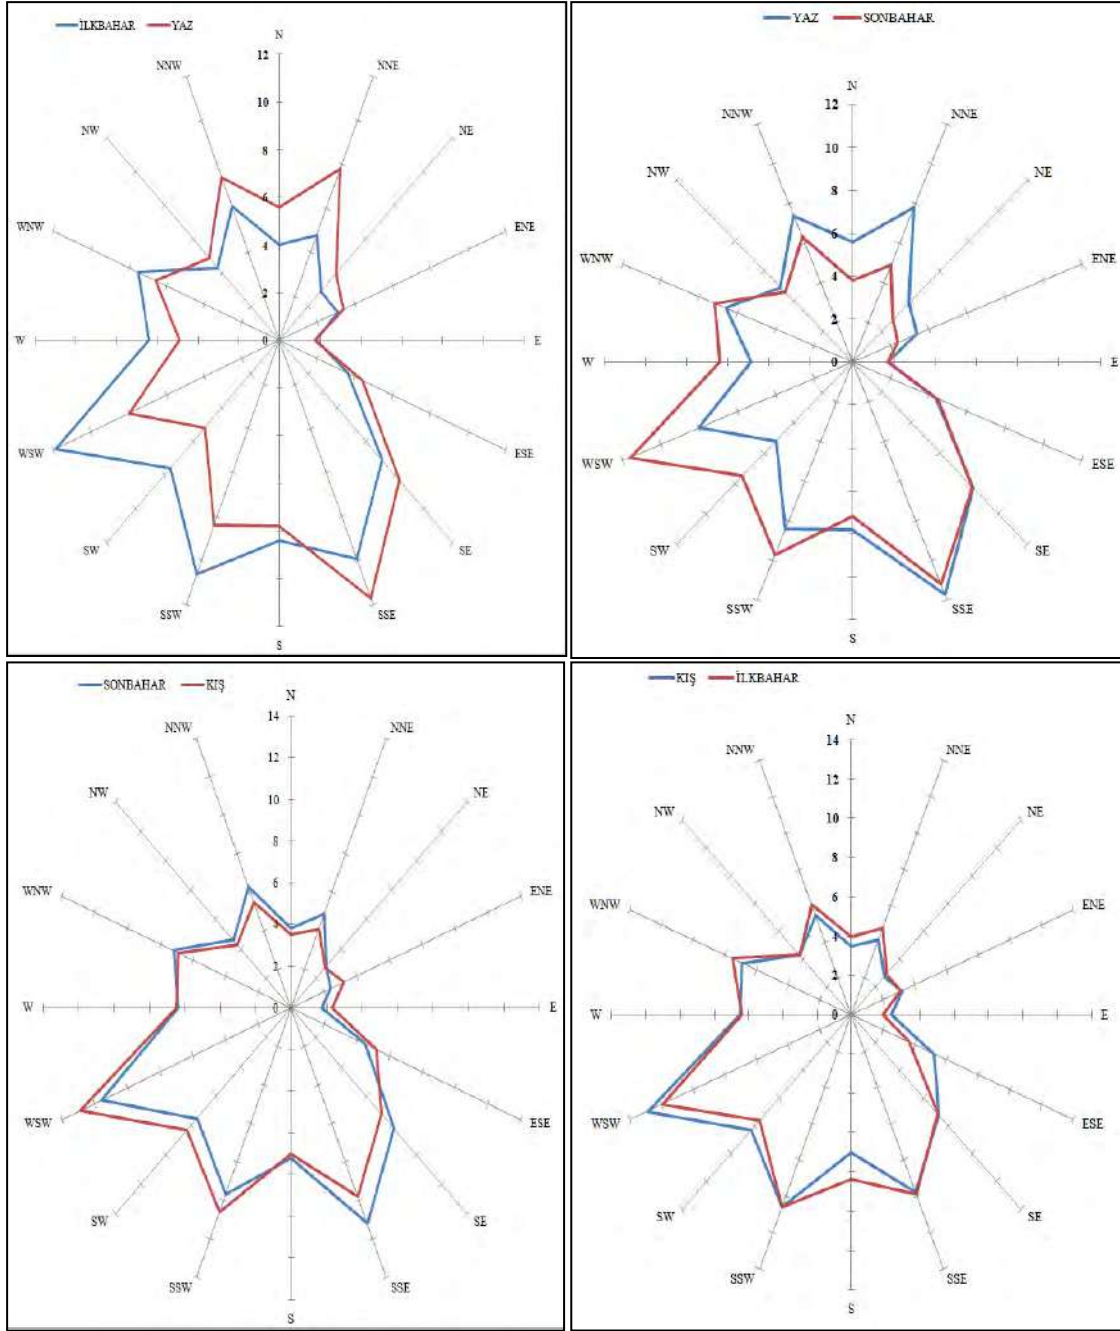 İLKBAHAR YAZ
N
12
NNW NNE
10
NW NE
8
6
WNW ENE
4
2
W 0 E
WSW ESE
SW SE
SSW SSE
S
YAZ SONBAHAR
N
12
NNW NNE
10
NW NE
8
6
WNW ENE
4
2
W 0 E
WSW ESE
SW SE
SSW SSE
S
SONBAHAR KIŞ
N
14
NNW NNE
12
10
NW NE
8
6
WNW ENE
4
2
W 0 E
WSW ESE
SW SE
SSW SSE
S
KIŞ İLKBAHAR
N
14
NNW NNE
12
10
NW NE
8
6
WNW ENE
4
2
W 0 E
WSW ESE
SW SE
SSW SSE
S